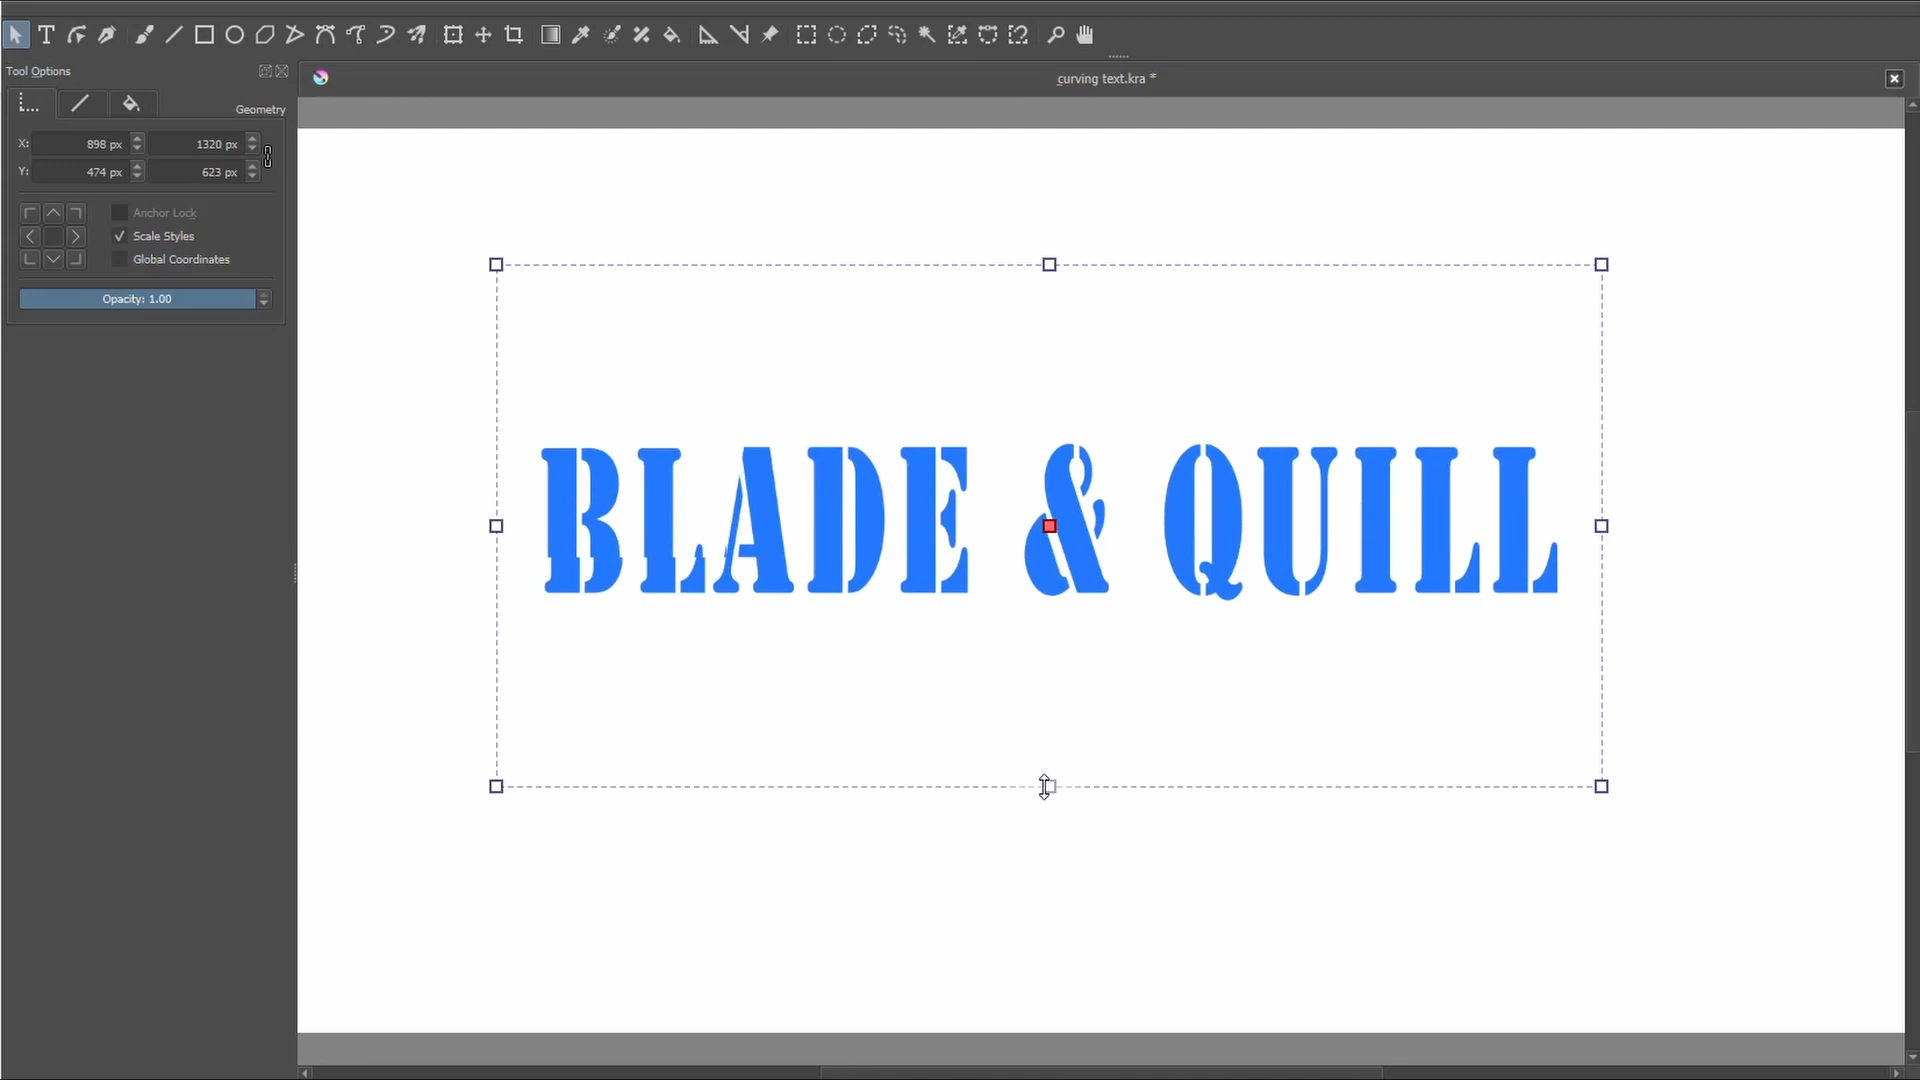 Tool Options
curving text.kra *
Geometry
X: 898 px 1320 px
Y: 474 px 623 px
Anchor Lock
Scale Styles
Global Coordinates
Opacity: 1.00
BLADE & QUILL